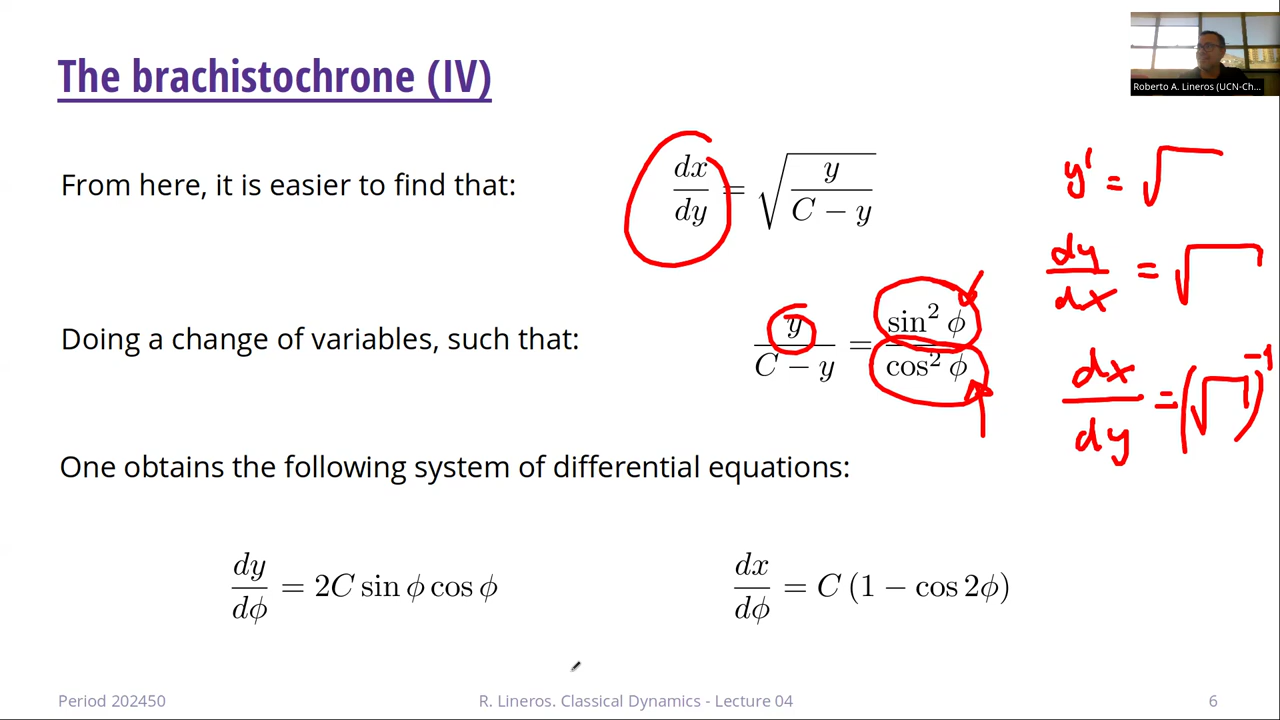 Roberto A. Lineros (UCN-Ch...
The brachistochrone (IV)
From here, it is easier to find that:
dx/dy = √(y/(C − y))
y' = √
dy/dx = √
Doing a change of variables, such that:
y/(C − y) = sin² ϕ/cos² ϕ
dx/dy = (√)⁻¹
One obtains the following system of differential equations:
dy/dϕ = 2C sin ϕ cos ϕ
dx/dϕ = C (1 − cos 2ϕ)
Period 202450
R. Lineros. Classical Dynamics - Lecture 04
6